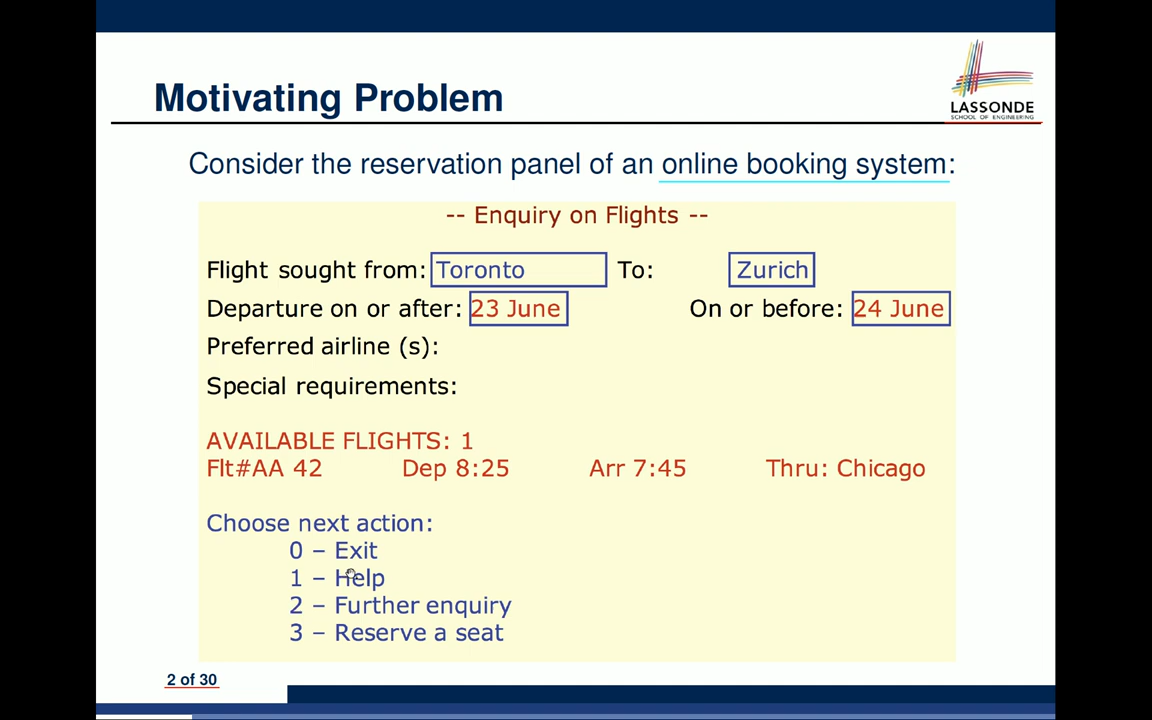 Motivating Problem
LASSONDE
SCHOOL OF ENGINEERING
Consider the reservation panel of an online booking system:
-- Enquiry on Flights --
Flight sought from: Toronto To: Zurich
Departure on or after: 23 June On or before: 24 June
Preferred airline (s):
Special requirements:
AVAILABLE FLIGHTS: 1
Flt#AA 42 Dep 8:25 Arr 7:45 Thru: Chicago
Choose next action:
0 – Exit
1 – Help
2 – Further enquiry
3 – Reserve a seat
2 of 30